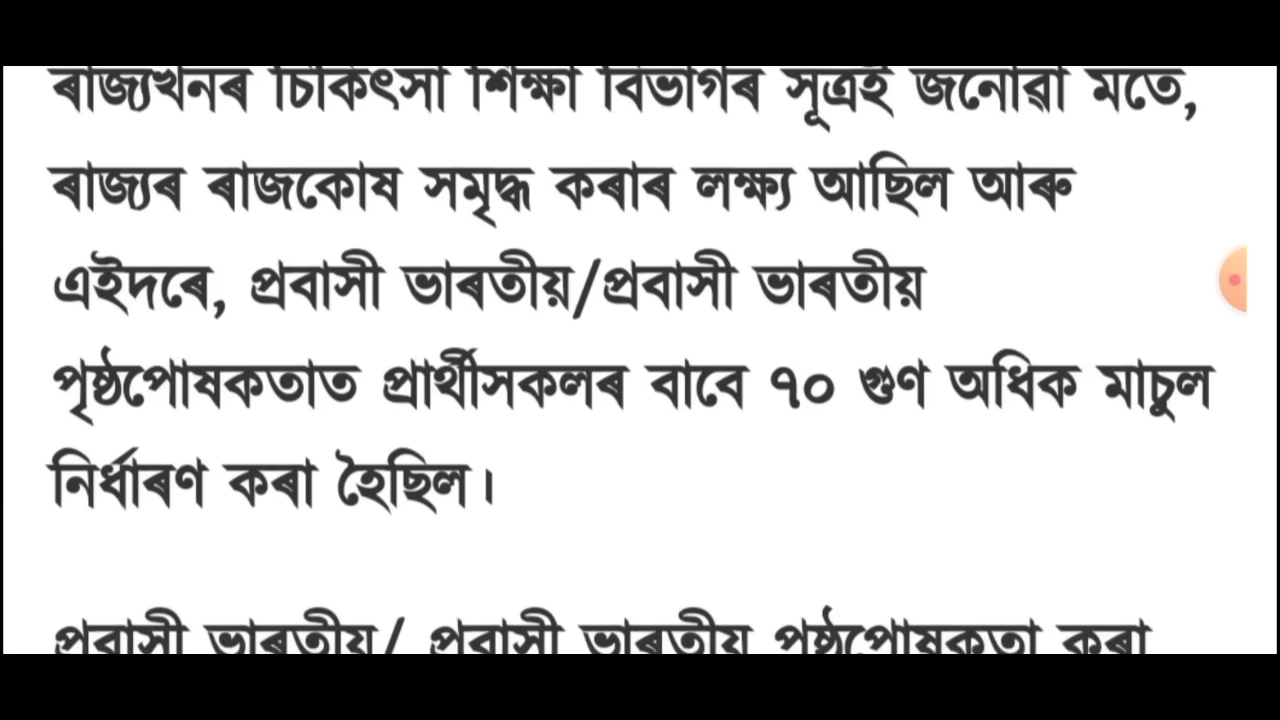 ৰাজ্যখনৰ চিকিৎসা শিক্ষা বিভাগৰ সূত্ৰই জনোৱা মতে,
ৰাজ্যৰ ৰাজকোষ সমৃদ্ধ কৰাৰ লক্ষ্য আছিল আৰু
এইদৰে, প্ৰবাসী ভাৰতীয়/প্ৰবাসী ভাৰতীয়
পৃষ্ঠপোষকতাত প্ৰাৰ্থীসকলৰ বাবে ৭০ গুণ অধিক মাচুল
নিৰ্ধাৰণ কৰা হৈছিল।
প্ৰবাসী ভাৰতীয়/ প্ৰবাসী ভাৰতীয় পৃষ্ঠপোষকতা কৰা